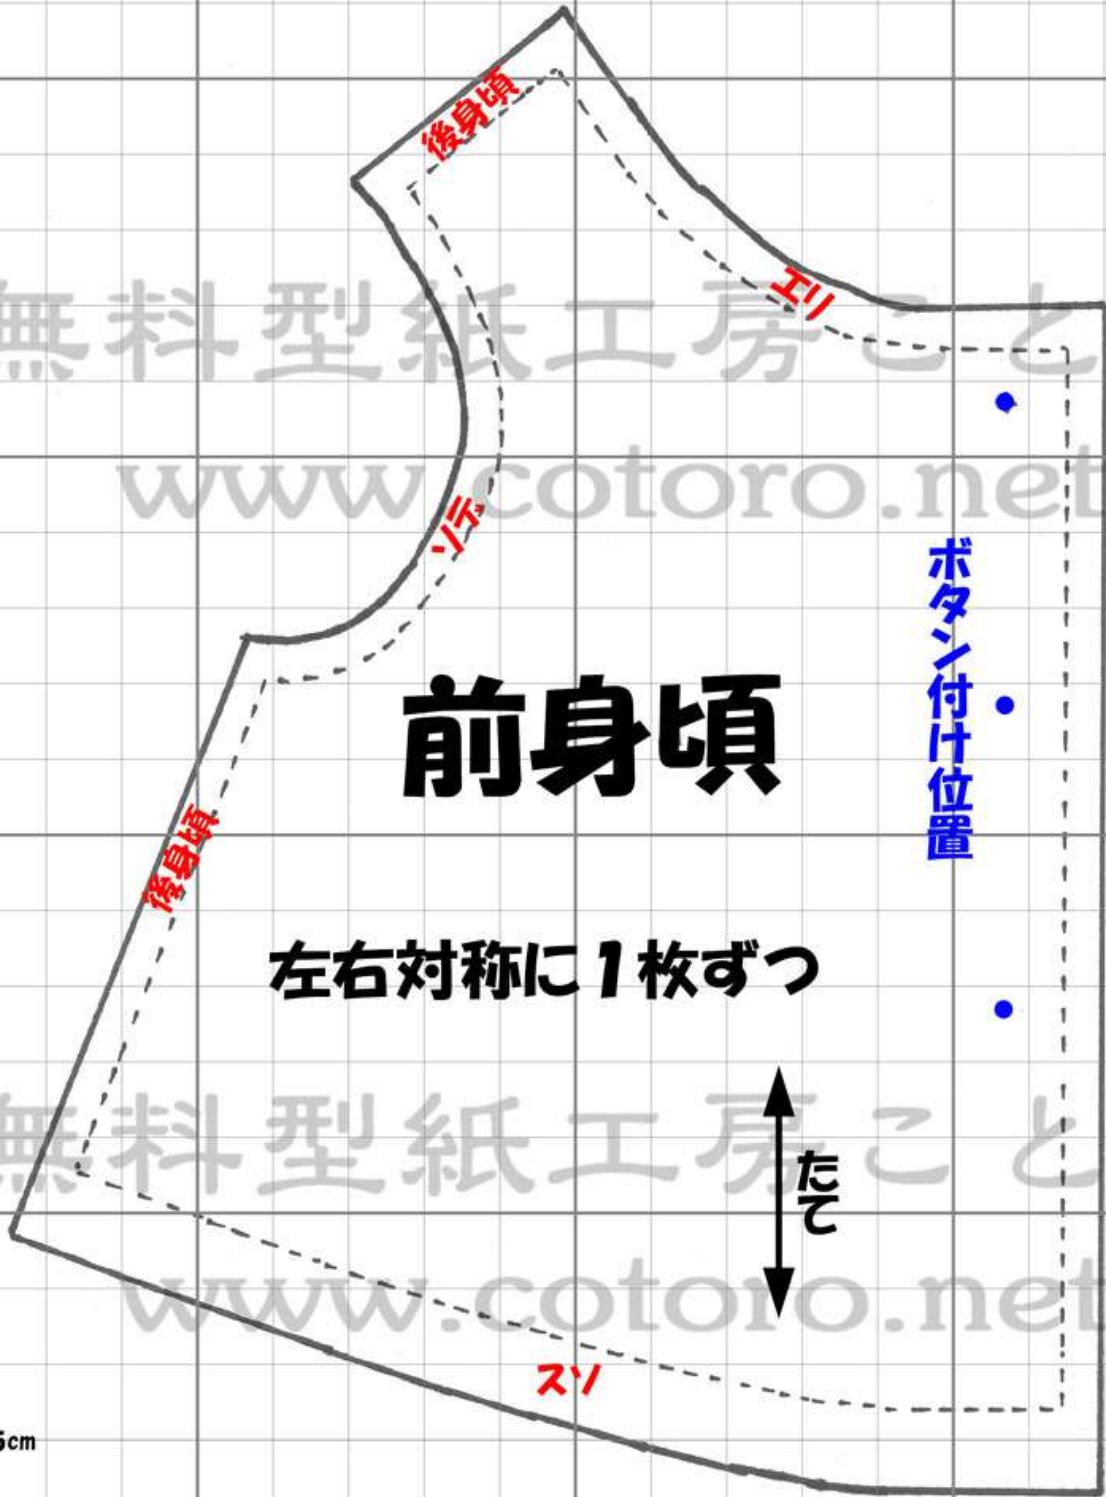 後身頃
エリ
無料型紙工房こと
www.cotoro.net
ソデ
ボタン付け位置
前身頃
後身頃
左右対称に1枚ずつ
無料型紙工房こと
たて
www.cotoro.net
スソ
5cm